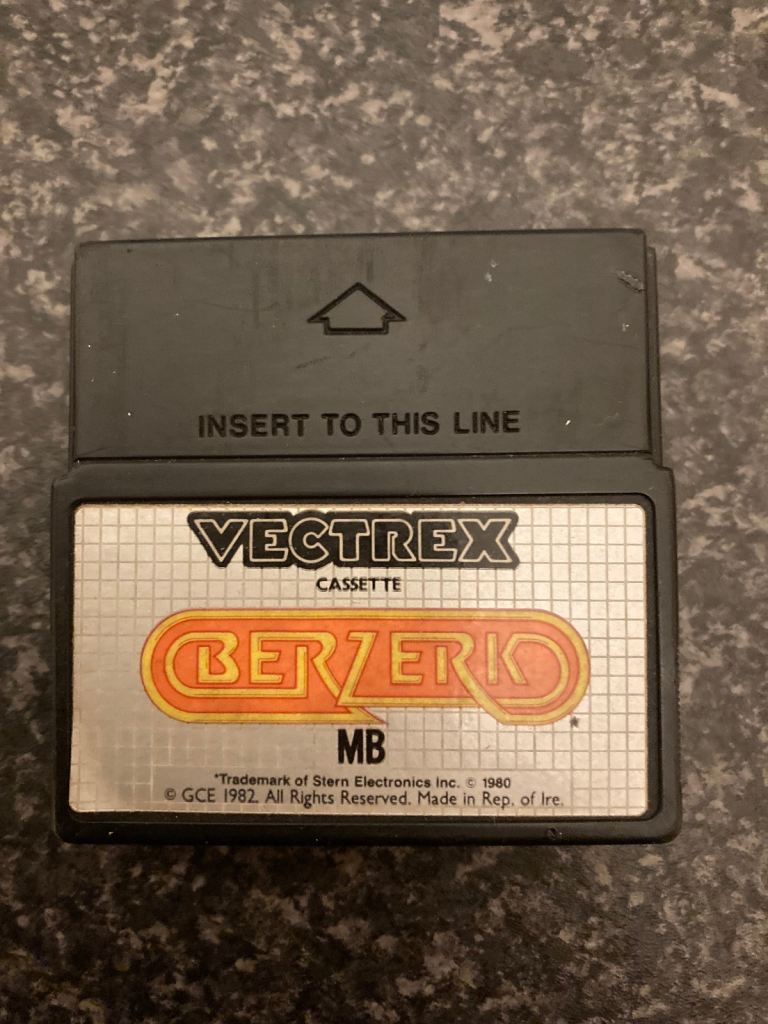 INSERT TO THIS LINE
VECTREX
CASSETTE
BERZERK
*
MB
*Trademark of Stern Electronics Inc. © 1980
© GCE 1982. All Rights Reserved. Made in Rep. of Ire.